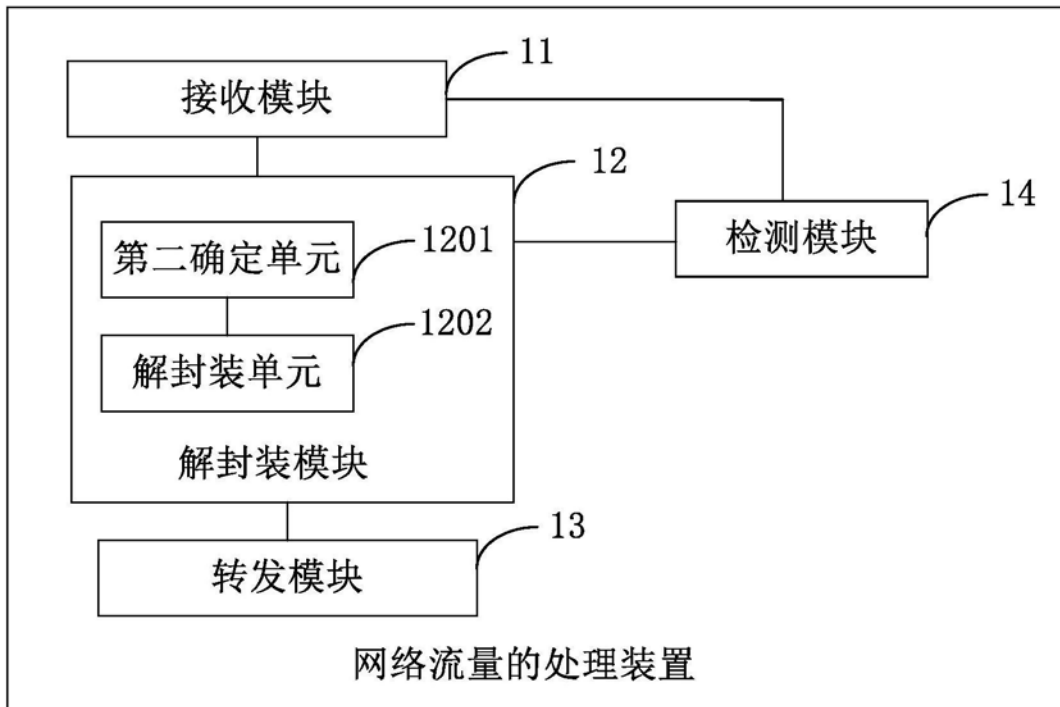 11
接收模块
12
14
检测模块
1201
第二确定单元
1202
解封装单元
解封装模块
13
转发模块
网络流量的处理装置